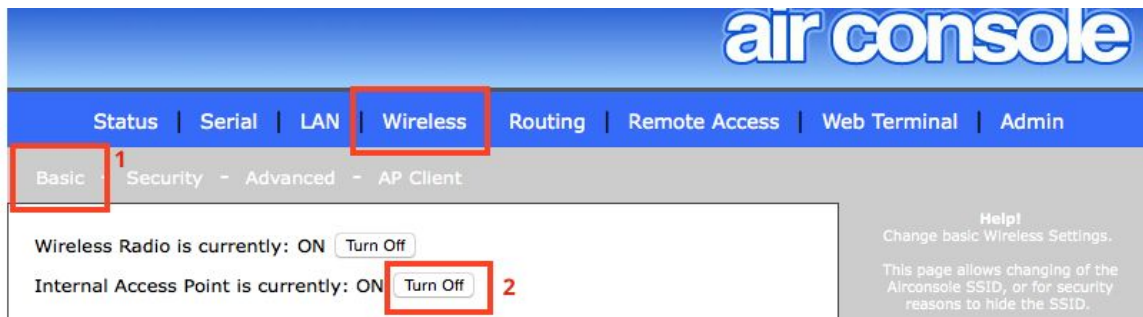 air console
Status | Serial | LAN | Wireless Routing | Remote Access | Web Terminal | Admin
1
Basic - Security - Advanced - AP Client
Help!
Change basic Wireless Settings.
This page allows changing of the
Airconsole SSID, or for security
reasons to hide the SSID.
Wireless Radio is currently: ON Turn Off
Internal Access Point is currently: ON Turn Off 2